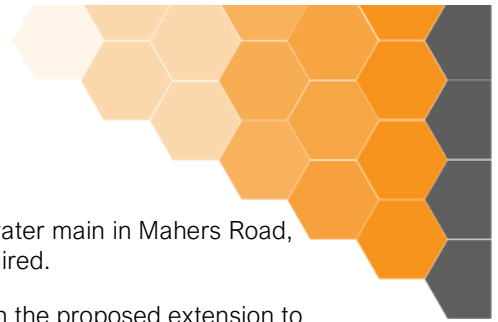 ater main in Mahers Road,
ired.
n the proposed extension to